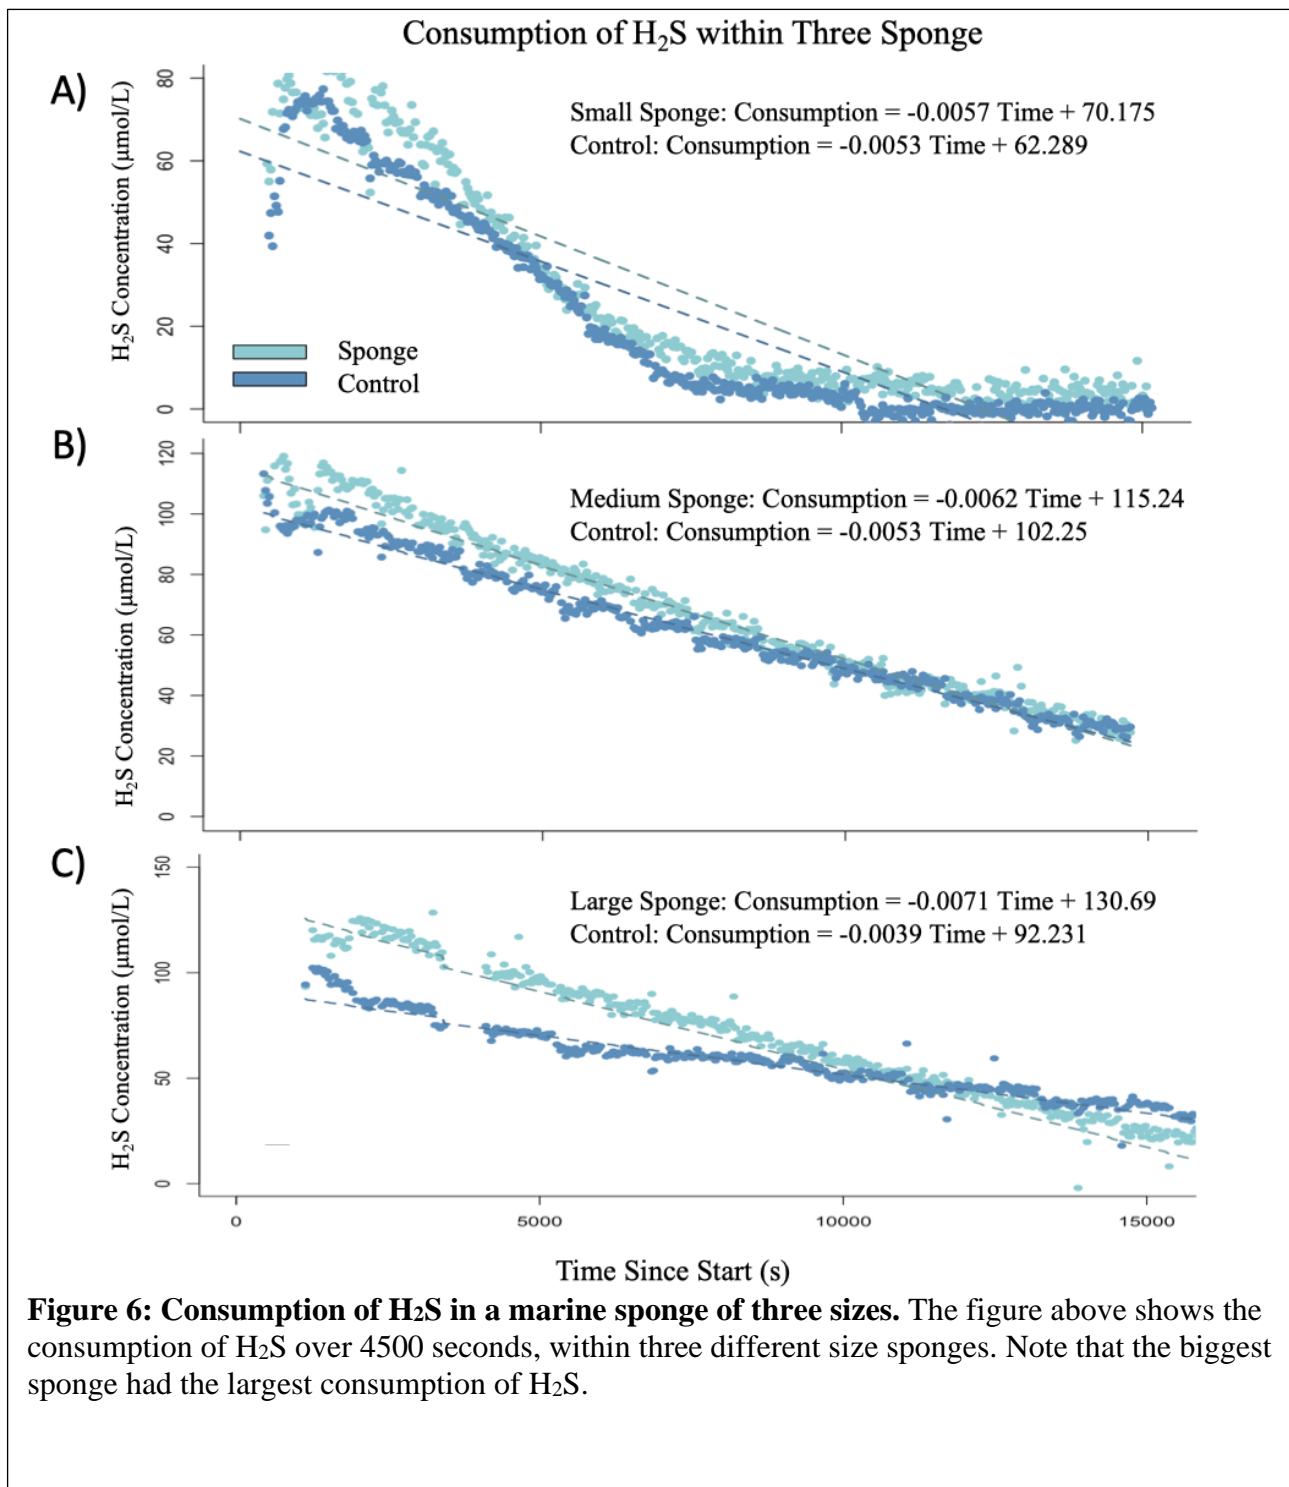 Consumption of H₂S within Three Sponge
A)
H₂S Concentration (μmol/L)
80
60
40
20
0
Small Sponge: Consumption = -0.0057 Time + 70.175
Control: Consumption = -0.0053 Time + 62.289
Sponge
Control
B)
H₂S Concentration (μmol/L)
120
100
80
60
40
20
0
Medium Sponge: Consumption = -0.0062 Time + 115.24
Control: Consumption = -0.0053 Time + 102.25
C)
H₂S Concentration (μmol/L)
150
100
50
0
Large Sponge: Consumption = -0.0071 Time + 130.69
Control: Consumption = -0.0039 Time + 92.231
0 5000 10000 15000
Time Since Start (s)
Figure 6: Consumption of H₂S in a marine sponge of three sizes. The figure above shows the
consumption of H₂S over 4500 seconds, within three different size sponges. Note that the biggest
sponge had the largest consumption of H₂S.